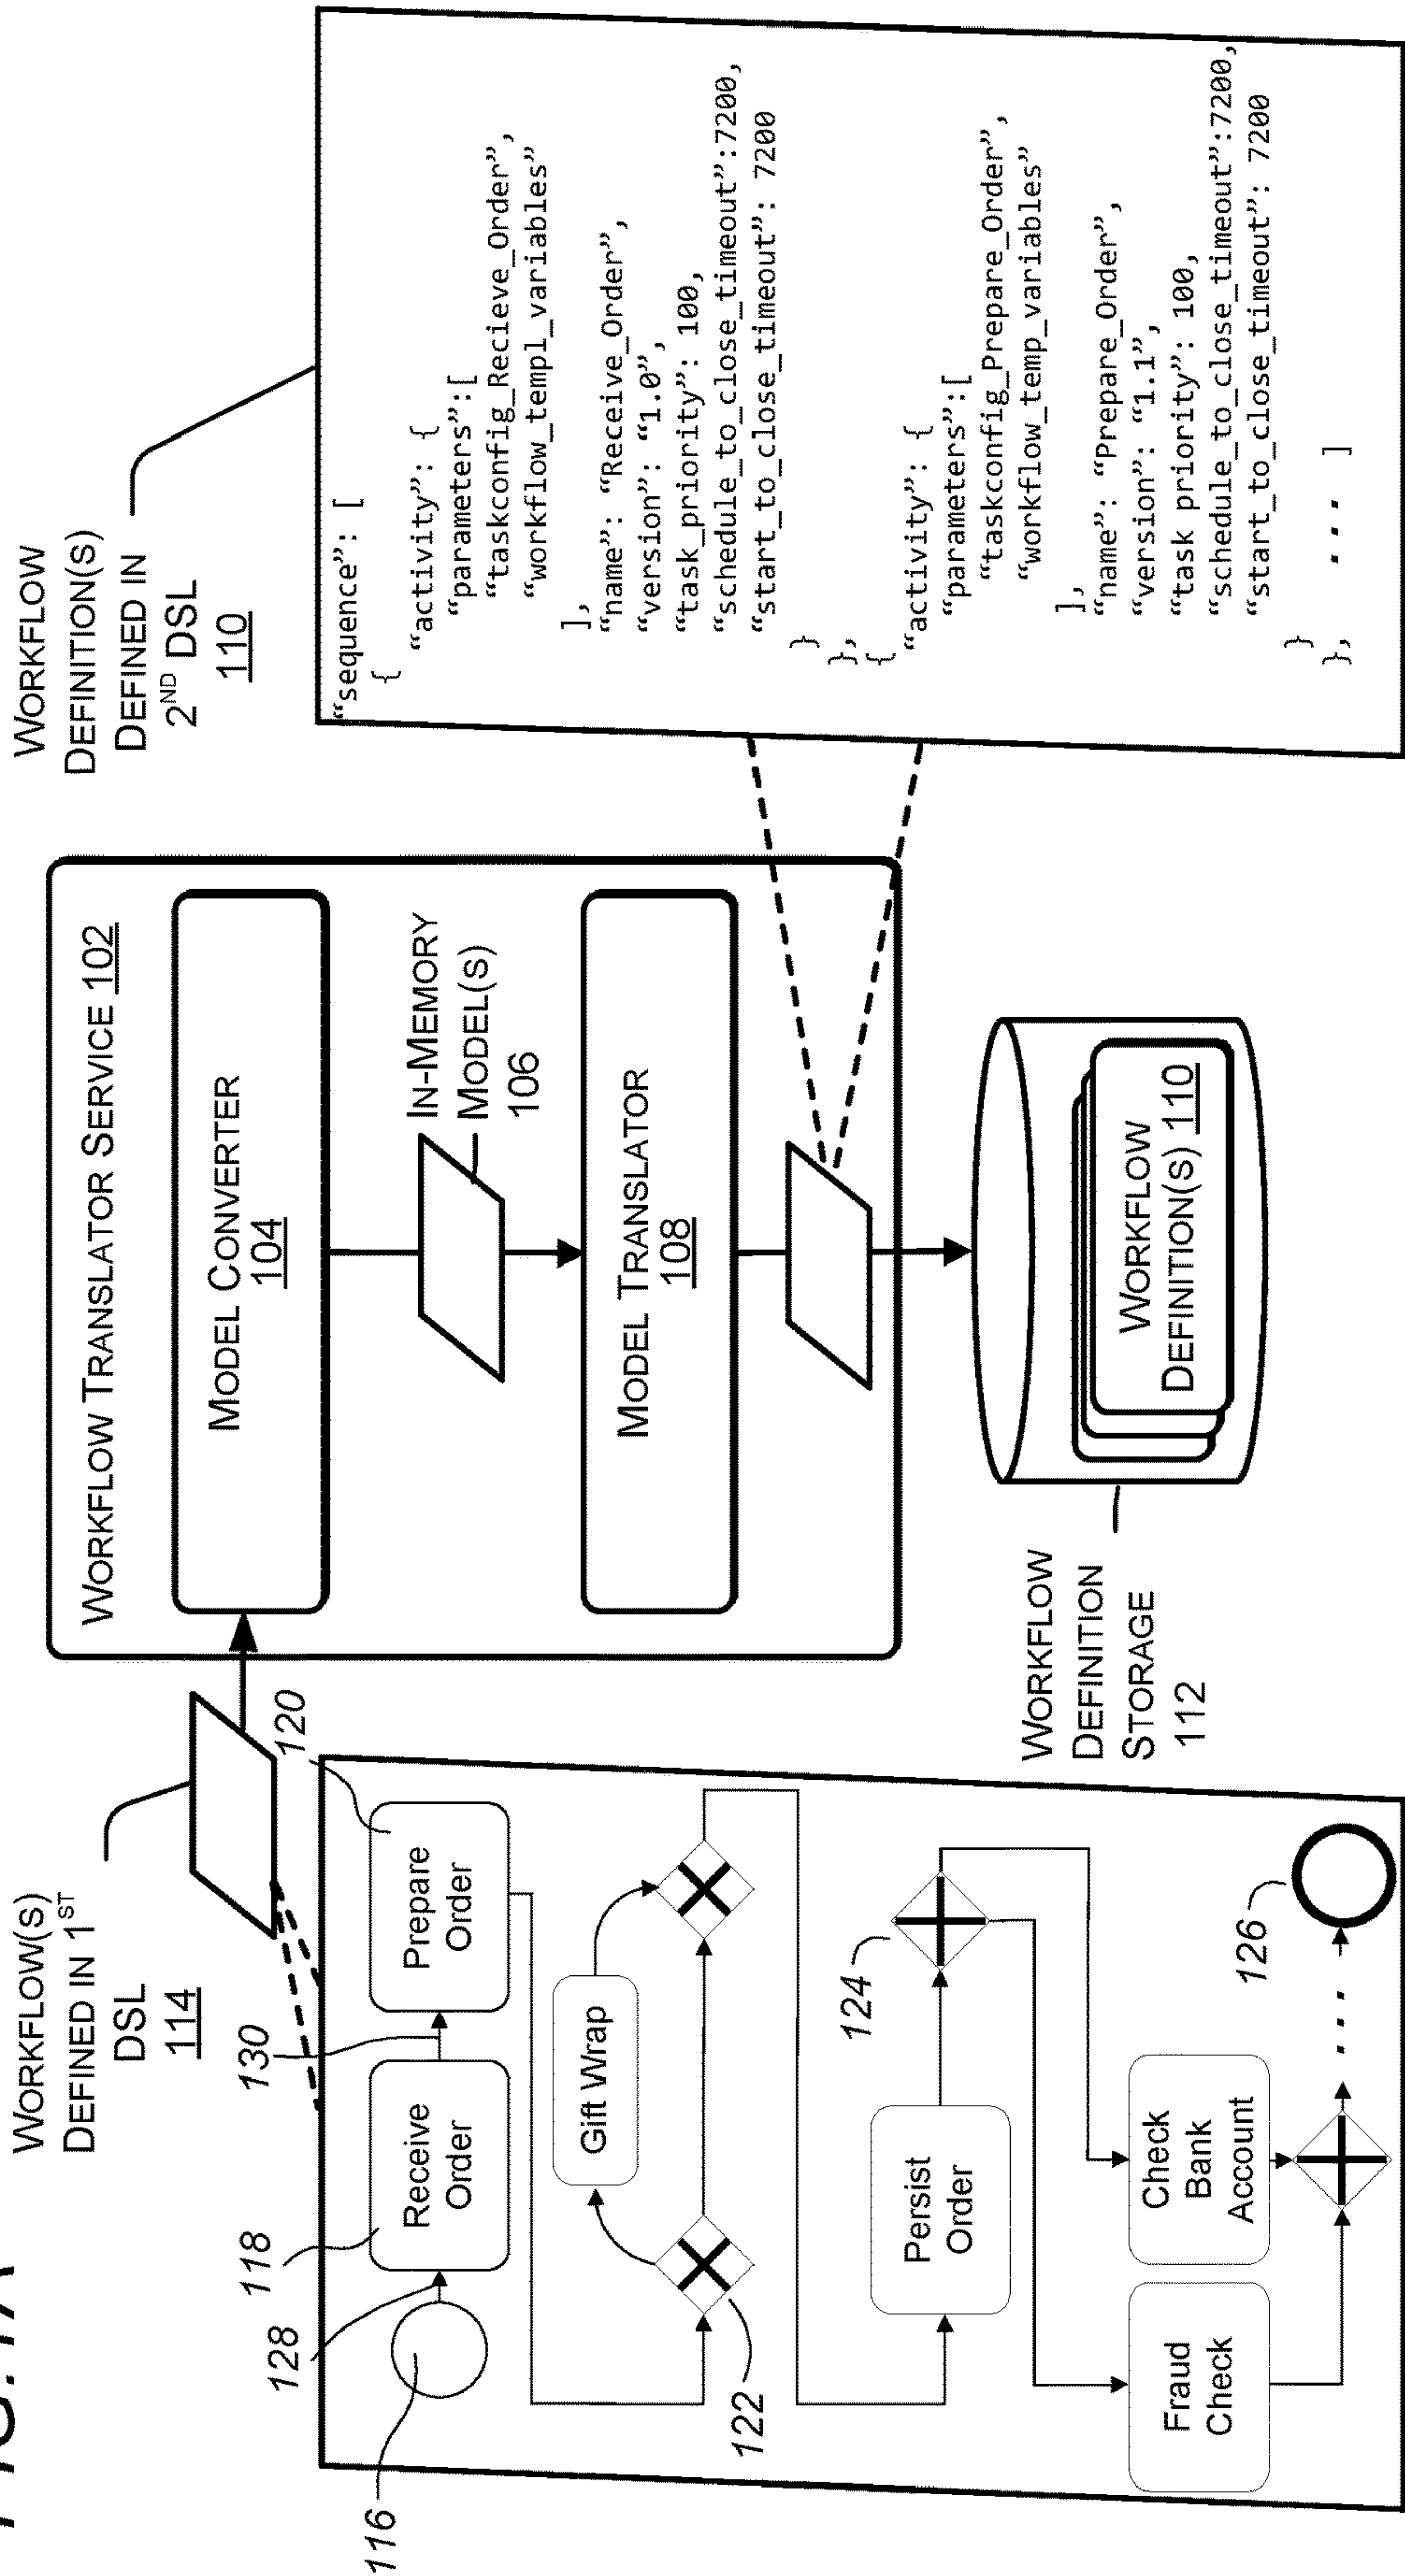 WORKFLOW(S)
DEFINED IN 1ST
DSL
114
116
128
118
130
120
Receive
Order
Prepare
Order
Gift Wrap
122
Persist
Order
124
Fraud
Check
Check
Bank
Account
126
. . . .
WORKFLOW TRANSLATOR SERVICE 102
MODEL CONVERTER
104
IN-MEMORY
MODEL(S)
106
MODEL TRANSLATOR
108
WORKFLOW
DEFINITION
STORAGE
112
WORKFLOW
DEFINITION(S) 110
WORKFLOW
DEFINITION(S)
DEFINED IN
2ND DSL
110
“sequence”: [
{
“activity”: {
“parameters”:[
“taskconfig_Recieve_Order”,
“workflow_templ_variables”
],
“name”: “Receive_Order”,
“version”: “1.0”,
“task_priority”: 100,
“schedule_to_close_timeout”:7200,
“start_to_close_timeout”: 7200
}
},
{
“activity”: {
“parameters”:[
“taskconfig_Prepare_Order”,
“workflow_temp_variables”
],
“name”: “Prepare_Order”,
“version”: “1.1”,
“task priority”: 100,
“schedule_to_close_timeout”:7200,
“start_to_close_timeout”: 7200
}
}, ... ]